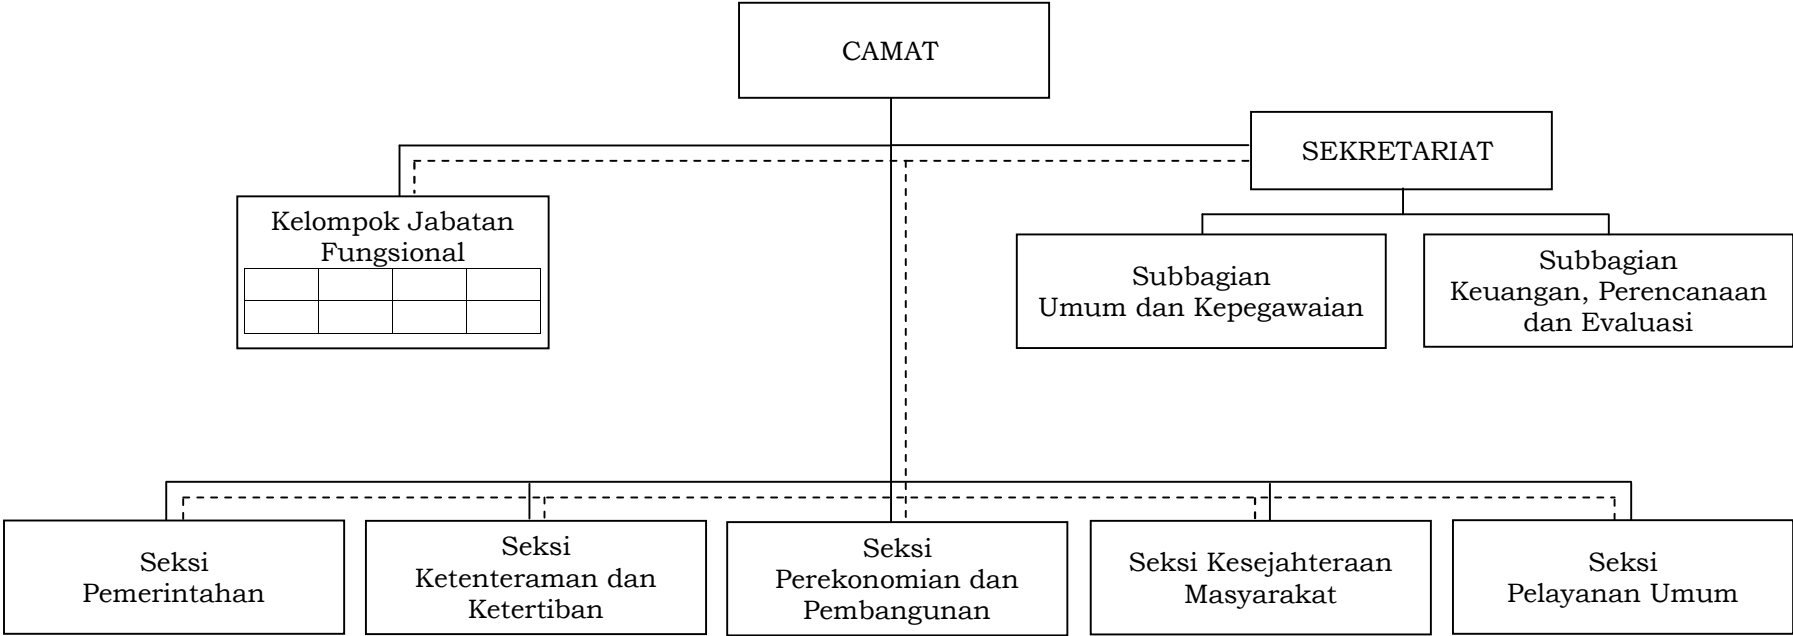 CAMAT
SEKRETARIAT
Kelompok Jabatan
Fungsional
Subbagian
Umum dan Kepegawaian
Subbagian
Keuangan, Perencanaan
dan Evaluasi
Seksi
Pemerintahan
Seksi
Ketenteraman dan
Ketertiban
Seksi
Perekonomian dan
Pembangunan
Seksi Kesejahteraan
Masyarakat
Seksi
Pelayanan Umum